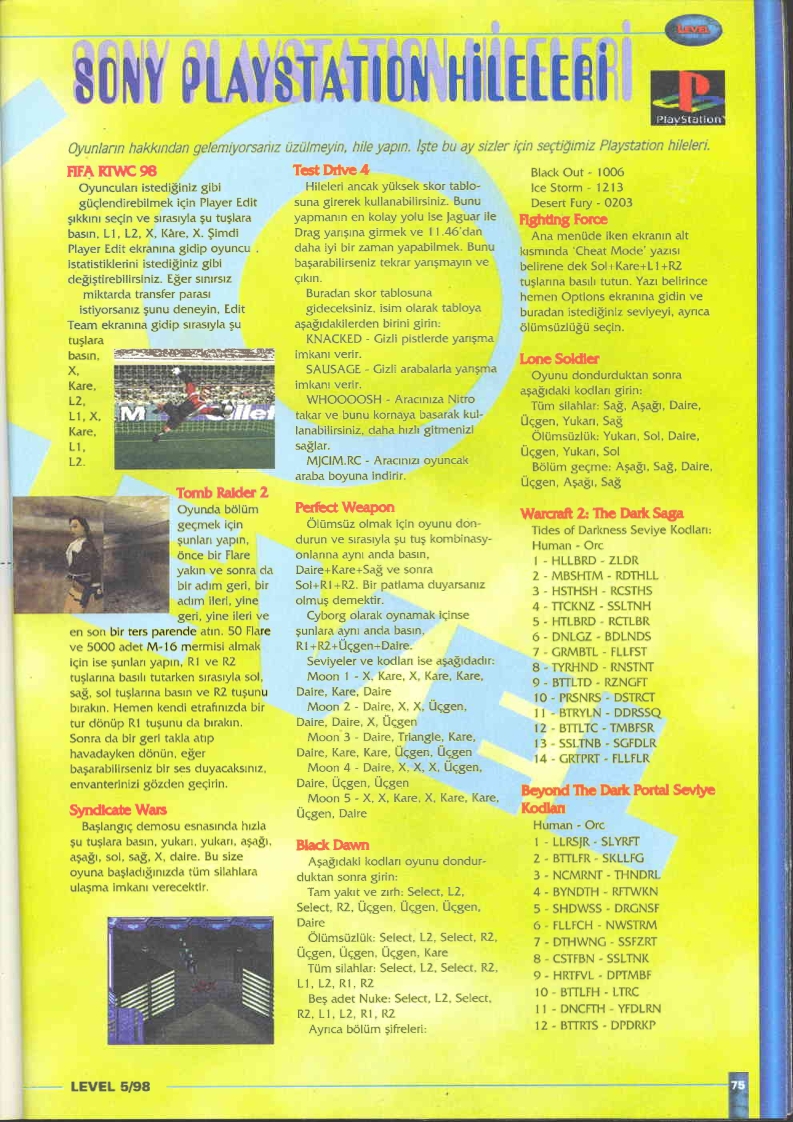 LEVEL
SONY PLAYSTATION HİLELERİ
PlayStation
Oyunların hakkından gelemiyorsanız üzülmeyin, hile yapın. İşte bu ay sizler için seçtiğimiz Playstation hileleri.
FIFA RTWC 98
Oyuncuları istediğiniz gibi
güçlendirebilmek için Player Edit
şıkkını seçin ve sırasıyla şu tuşlara
basın, L1, L2, X, Kare, X. Şimdi
Player Edit ekranına gidip oyuncu
istatistiklerini istediğiniz gibi
değiştirebilirsiniz. Eğer sınırsız
miktarda transfer parası
istiyorsanız şunu deneyin, Edit
Team ekranına gidip sırasıyla şu
tuşlara
basın,
X,
Kare,
L2,
L1, X,
Kare,
L1,
L2.
Tomb Raider 2
Oyunda bölüm
geçmek için
şunları yapın,
önce bir Flare
yakın ve sonra da
bir adım geri, bir
adım ileri, yine
geri, yine ileri ve
en son bir ters parende atın. 50 Flare
ve 5000 adet M-16 mermisi almak
için ise şunları yapın, R1 ve R2
tuşlarına basılı tutarken sırasıyla sol,
sağ, sol tuşlarına basın ve R2 tuşunu
bırakın. Hemen kendi etrafınızda bir
tur dönüp R1 tuşunu da bırakın.
Sonra da bir geri takla atıp
havadayken dönün, eğer
başarabilirseniz bir ses duyacaksınız,
envanterinizi gözden geçirin.
Syndicate Wars
Başlangıç demosu esnasında hızla
şu tuşlara basın, yukarı, yukarı, aşağı,
aşağı, sol, sağ, X, daire. Bu size
oyuna başladığınızda tüm silahlara
ulaşma imkanı verecektir.
Test Drive 4
Hileleri ancak yüksek skor tablo-
suna girerek kullanabilirsiniz. Bunu
yapmanın en kolay yolu ise Jaguar ile
Drag yarışına girmek ve 11.46'dan
daha iyi bir zaman yapabilmek. Bunu
başarabilirseniz tekrar yarışmayın ve
çıkın.
Buradan skor tablosuna
gideceksiniz, isim olarak tabloya
aşağıdakilerden birini girin:
KNACKED - Gizli pistlerde yarışma
imkanı verir.
SAUSAGE - Gizli arabalarla yarışma
imkanı verir.
WHOOOOSH - Aracınıza Nitro
takar ve bunu kornaya basarak kul-
lanabilirsiniz, daha hızlı gitmenizi
sağlar.
MJCIM.RC - Aracınızı oyuncak
araba boyuna indirir.
Perfect Weapon
Ölümsüz olmak için oyunu don-
durun ve sırasıyla şu tuş kombinasy-
onlarına aynı anda basın,
Daire+Kare+Sağ ve sonra
Sol+R1+R2. Bir patlama duyarsanız
olmuş demektir.
Cyborg olarak oynamak içinse
şunlara aynı anda basın,
R1+R2+Üçgen+Daire.
Seviyeler ve kodları ise aşağıdadır:
Moon 1 - X, Kare, X, Kare, Kare,
Daire, Kare, Daire
Moon 2 - Daire, X, X, Üçgen,
Daire, Daire, X, Üçgen
Moon 3 - Daire, Triangle, Kare,
Daire, Kare, Kare, Üçgen, Üçgen
Moon 4 - Daire, X, X, X, Üçgen,
Daire, Üçgen, Üçgen
Moon 5 - X, X, Kare, X, Kare, Kare,
Üçgen, Daire
Black Dawn
Aşağıdaki kodları oyunu dondur-
duktan sonra girin:
Tam yakıt ve zırh: Select, L2,
Select, R2, Üçgen, Üçgen, Üçgen,
Daire
Ölümsüzlük: Select, L2, Select, R2,
Üçgen, Üçgen, Üçgen, Kare
Tüm silahlar: Select, L2, Select, R2,
L1, L2, R1, R2
Beş adet Nuke: Select, L2, Select,
R2, L1, L2, R1, R2
Ayrıca bölüm şifreleri:
Black Out - 1006
Ice Storm - 1213
Desert Fury - 0203
Fighting Force
Ana menüde iken ekranın alt
kısmında 'Cheat Mode' yazısı
belirene dek Sol+Kare+L1+R2
tuşlarına basılı tutun. Yazı belirince
hemen Options ekranına gidin ve
buradan istediğiniz seviyeyi, ayrıca
ölümsüzlüğü seçin.
Lone Soldier
Oyunu dondurduktan sonra
aşağıdaki kodları girin:
Tüm silahlar: Sağ, Aşağı, Daire,
Üçgen, Yukarı, Sağ
Ölümsüzlük: Yukarı, Sol, Daire,
Üçgen, Yukarı, Sol
Bölüm geçme: Aşağı, Sağ, Daire,
Üçgen, Aşağı, Sağ
Warcraft 2: The Dark Saga
Tides of Darkness Seviye Kodları:
Human - Orc
1 - HLLBRD - ZLDR
2 - MBSHTM - RDTHLL
3 - HSTHSH - RCSTHS
4 - TTCKNZ - SSLTNH
5 - HTLBRD - RCTLBR
6 - DNLGZ - BDLNDS
7 - GRMBTL - FLLFST
8 - TYRHND - RNSTNT
9 - BTTLTD - RZNGFT
10 - PRSNRS - DSTRCT
11 - BTRYLN - DDRSSQ
12 - BTTLTC - TMBFSR
13 - SSLTNB - SGFDLR
14 - GRTPRT - FLLFLR
Beyond The Dark Portal Seviye
Kodları
Human - Orc
1 - LLRSJR - SLYRFT
2 - BTTLFR - SKLLFG
3 - NCMRNT - THNDRL
4 - BYNDTH - RFTWKN
5 - SHDWSS - DRGNSF
6 - FLLFCH - NWSTRM
7 - DTHWNG - SSFZRT
8 - CSTFBN - SSLTNK
9 - HRTFVL - DPTMBF
10 - BTTLFH - LTRC
11 - DNCFTH - YFDLRN
12 - BTTRTS - DPDRKP
LEVEL 5/98
75